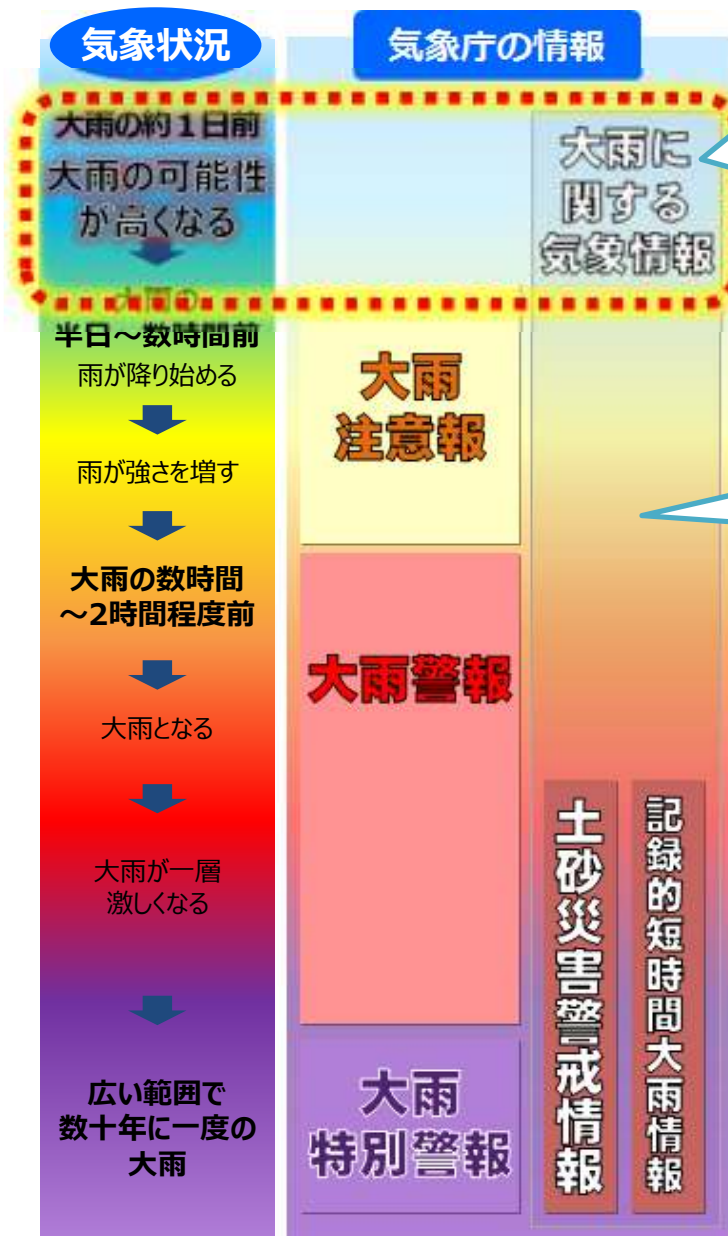 気象状況
気象庁の情報
大雨の約1日前
大雨の可能性
が高くなる
大雨の
半日～数時間前
雨が降り始める
雨が強さを増す
大雨の数時間
～2時間程度前
大雨となる
大雨が一層
激しくなる
広い範囲で
数十年に一度の
大雨
大雨
注意報
大雨警報
大雨
特別警報
大雨に
関する
気象情報
土砂災害警戒情報
記録的短時間大雨情報